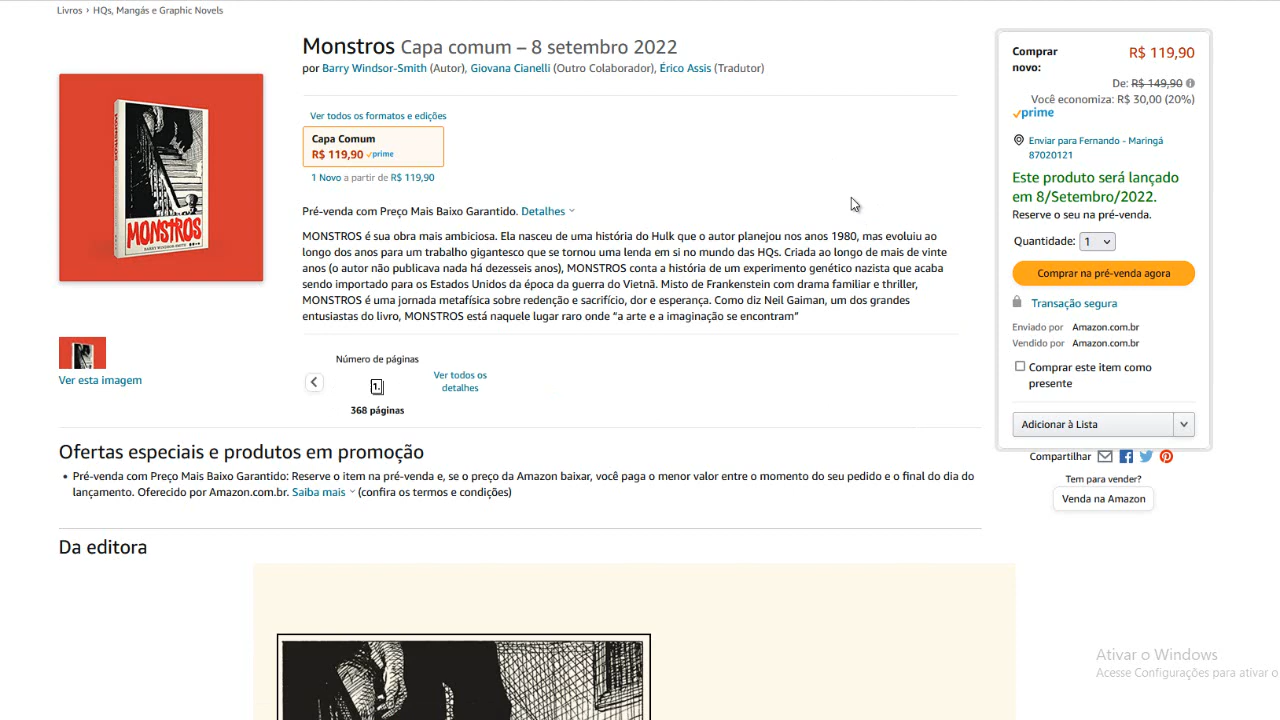 Livros › HQs, Mangás e Graphic Novels
Monstros Capa comum – 8 setembro 2022
por Barry Windsor-Smith (Autor), Giovana Cianelli (Outro Colaborador), Érico Assis (Tradutor)
Ver todos os formatos e edições
Capa Comum
R$ 119,90 prime
1 Novo a partir de R$ 119,90
Pré-venda com Preço Mais Baixo Garantido. Detalhes
MONSTROS é sua obra mais ambiciosa. Ela nasceu de uma história do Hulk que o autor planejou nos anos 1980, mas evoluiu ao
longo dos anos para um trabalho gigantesco que se tornou uma lenda em si no mundo das HQs. Criada ao longo de mais de vinte
anos (o autor não publicava nada há dezesseis anos), MONSTROS conta a história de um experimento genético nazista que acaba
sendo importado para os Estados Unidos da época da guerra do Vietnã. Misto de Frankenstein com drama familiar e thriller,
MONSTROS é uma jornada metafísica sobre redenção e sacrifício, dor e esperança. Como diz Neil Gaiman, um dos grandes
entusiastas do livro, MONSTROS está naquele lugar raro onde “a arte e a imaginação se encontram”
MONSTROS
MONSTROS
BARRY WINDSOR-SMITH
Ver esta imagem
Número de páginas
1.
368 páginas
Ver todos os
detalhes
Comprar
novo:
R$ 119,90
De: R$ 149,90
Você economiza: R$ 30,00 (20%)
prime
Enviar para Fernando - Maringá
87020121
Este produto será lançado
em 8/Setembro/2022.
Reserve o seu na pré-venda.
Quantidade: 1
Comprar na pré-venda agora
Transação segura
Enviado por Amazon.com.br
Vendido por Amazon.com.br
Comprar este item como
presente
Adicionar à Lista
Compartilhar
Tem para vender?
Venda na Amazon
Ofertas especiais e produtos em promoção
• Pré-venda com Preço Mais Baixo Garantido: Reserve o item na pré-venda e, se o preço da Amazon baixar, você paga o menor valor entre o momento do seu pedido e o final do dia do
lançamento. Oferecido por Amazon.com.br. Saiba mais (confira os termos e condições)
Da editora
Ativar o Windows
Acesse Configurações para ativar o